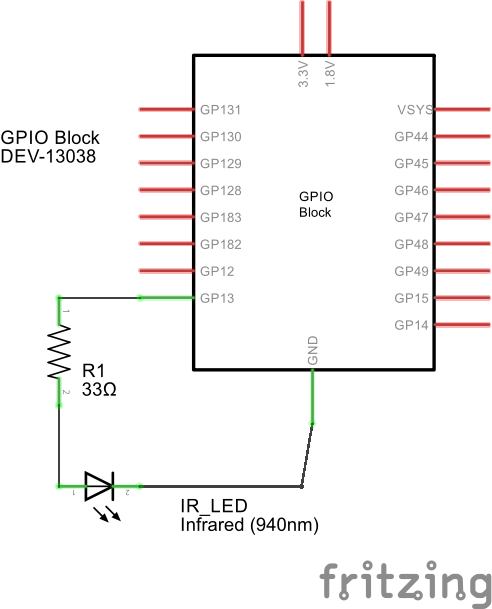 3.3V
1.8V
GP131
VSYS
GPIO Block
DEV-13038
GP130
GP44
GP129
GP45
GP128
GPIO
Block
GP46
GP183
GP47
GP182
GP48
GP12
GP49
GP13
GP15
GP14
1
GND
R1
33Ω
2
1
2
IR_LED
Infrared (940nm)
fritzing